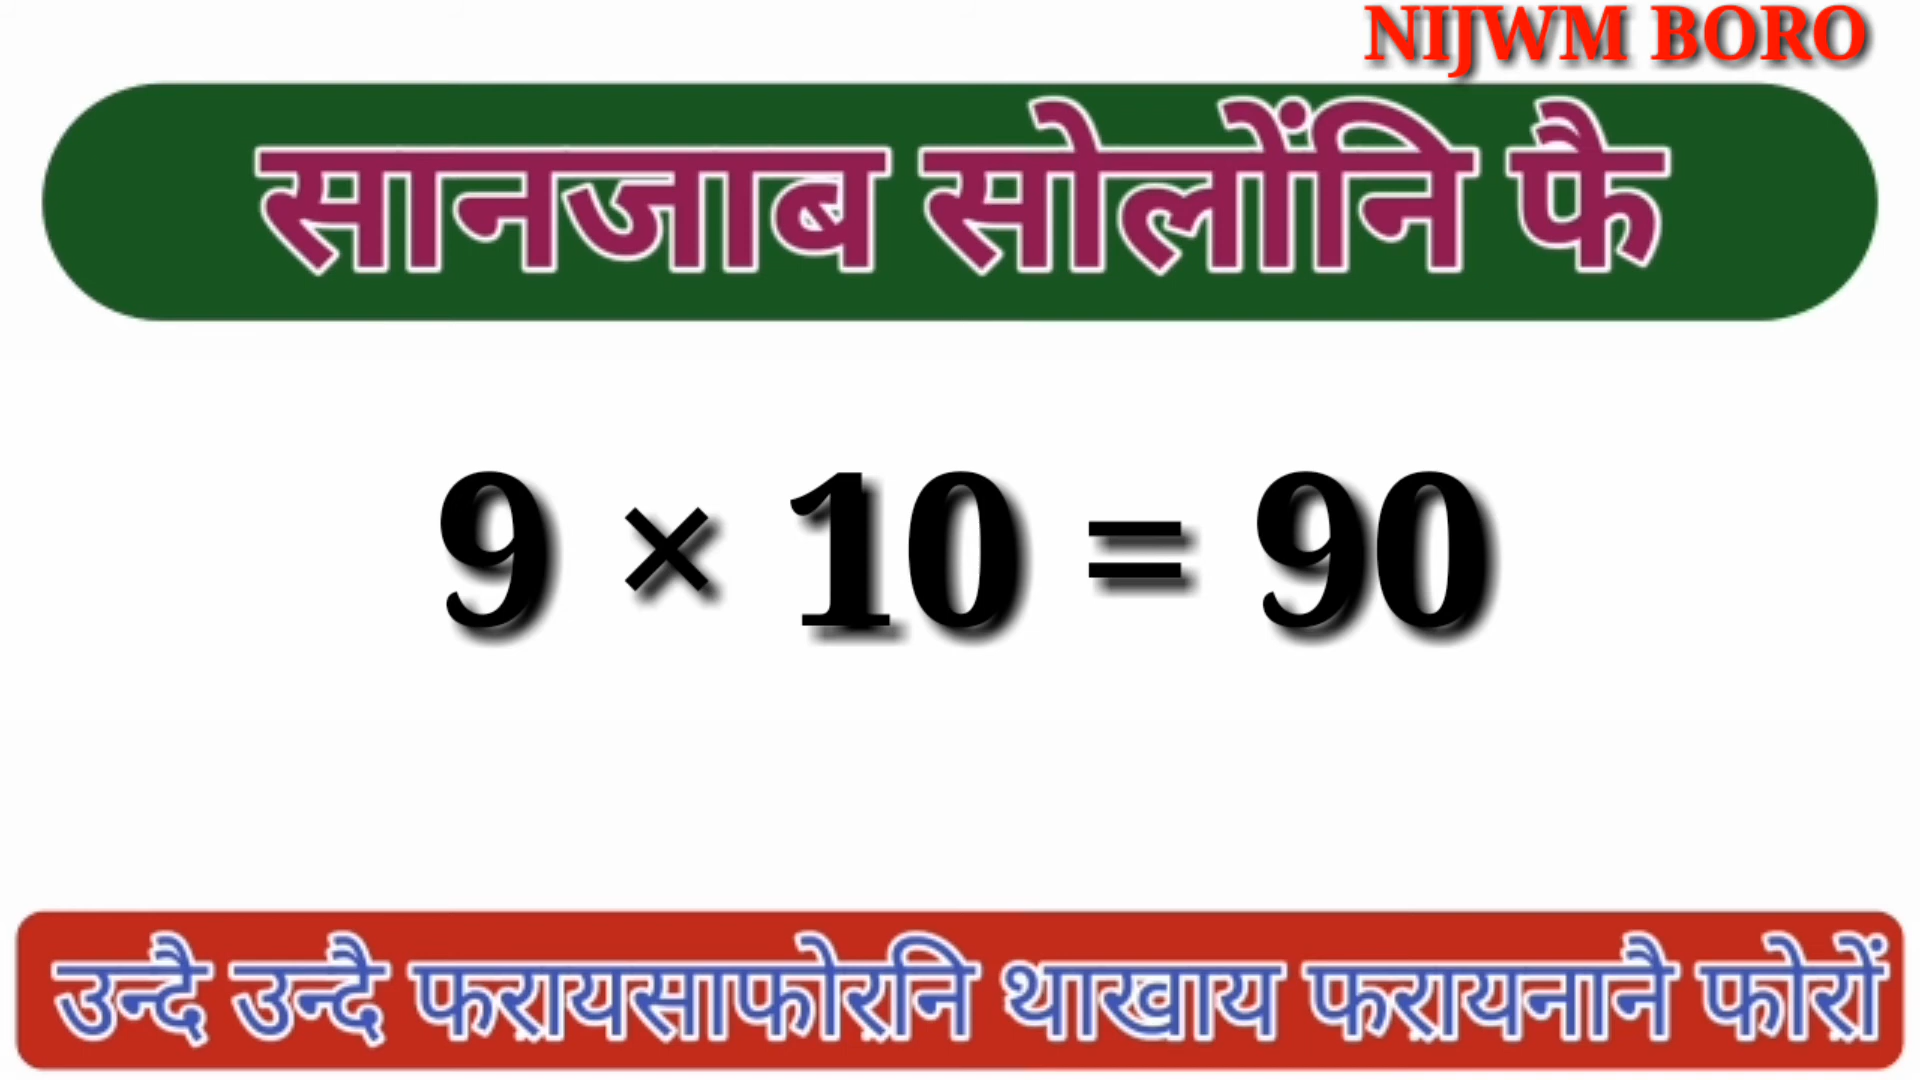 NIJWM BORO
सानजाब सोलोंनि फै
9 × 10 = 90
उन्दै उन्दै फरायसाफोरनि थाखाय फरायनानै फोरों